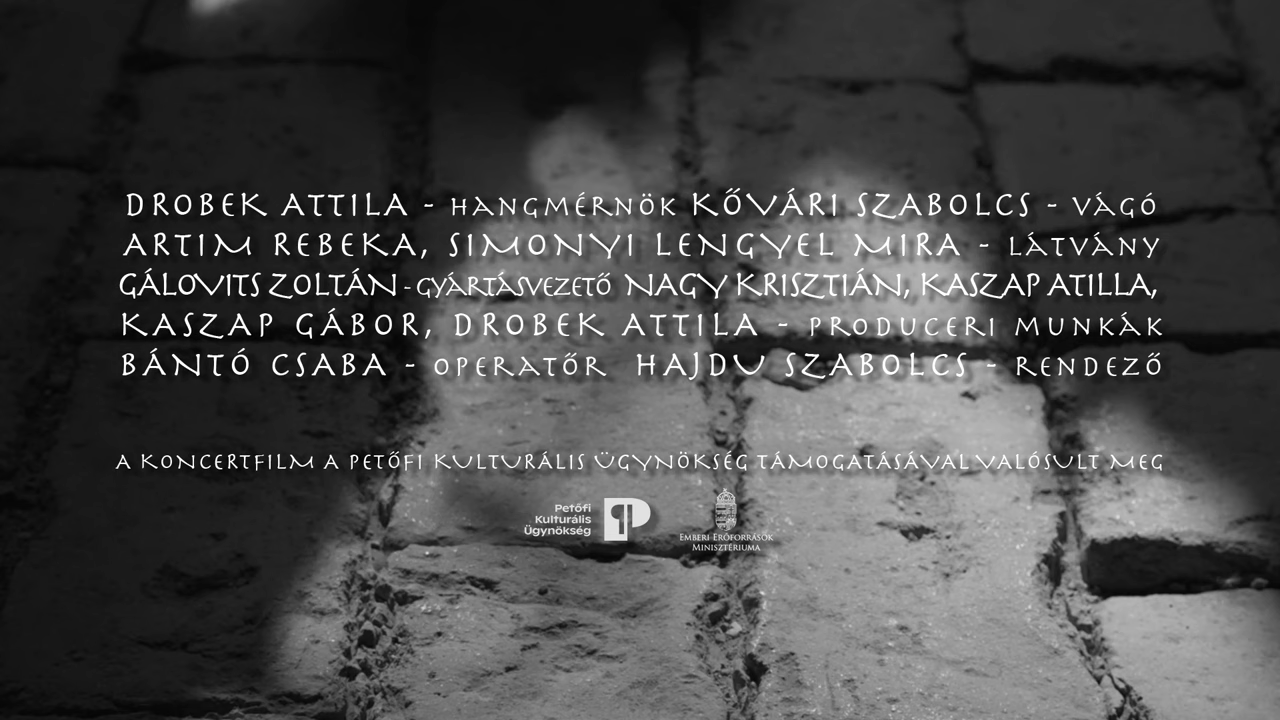 DROBEK ATTILA - HANGMÉRNÖK KŐVÁRI SZABOLCS - VÁGÓ
ARTIM REBEKA, SIMONYI LENGYEL MIRA - LÁTVÁNY
GÁLOVITS ZOLTÁN - GYÁRTÁSVEZETŐ NAGY KRISZTIÁN, KASZAP ATILLA,
KASZAP GÁBOR, DROBEK ATTILA - PRODUCERI MUNKÁK
BÁNTÓ CSABA - OPERATŐR HAJDU SZABOLCS - RENDEZŐ
A KONCERTFILM A PETŐFI KULTURÁLIS ÜGYNÖKSÉG TÁMOGATÁSÁVAL VALÓSULT MEG
Petőfi
Kulturális
Ügynökség
EMBERI ERŐFORRÁSOK
MINISZTÉRIUMA